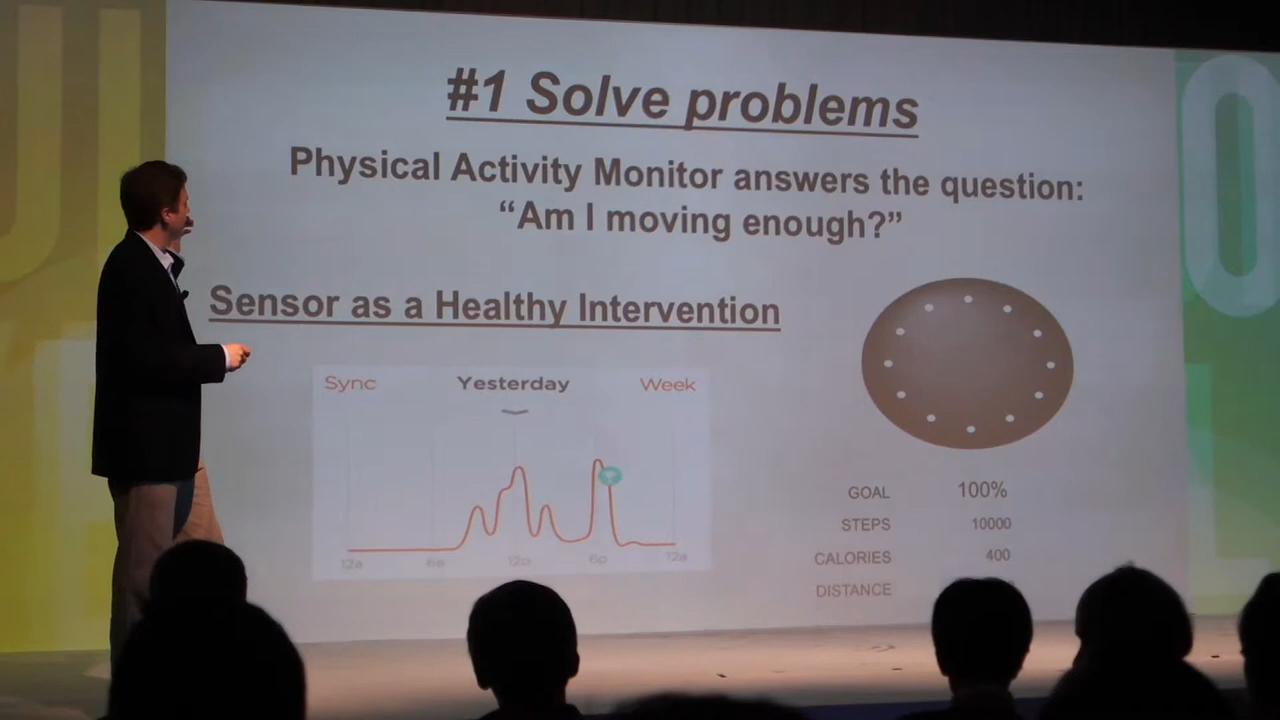 #1 Solve problems
Physical Activity Monitor answers the question:
“Am I moving enough?”
Sensor as a Healthy Intervention
Sync Yesterday Week
12a 6a 12p 6p 12a
GOAL 100%
STEPS 10000
CALORIES 400
DISTANCE